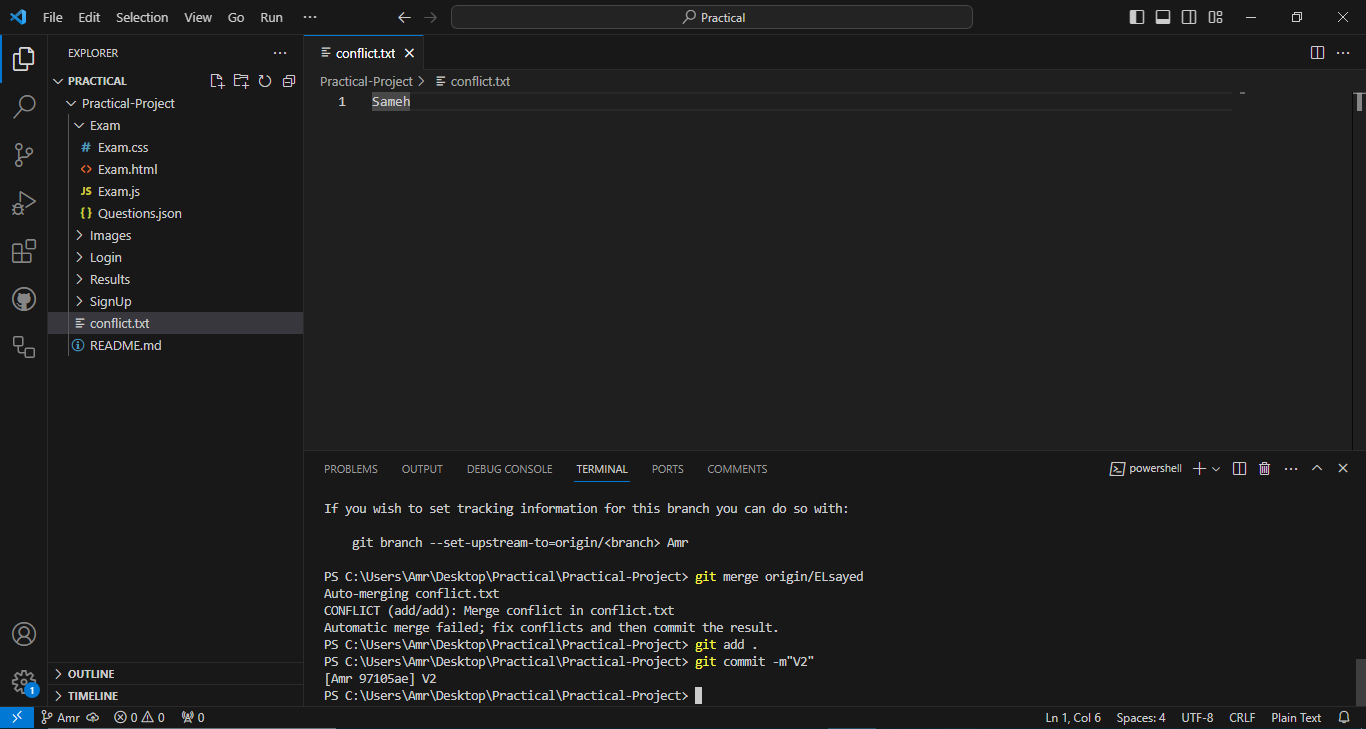 File Edit Selection View Go Run ···
Practical
EXPLORER ···
PRACTICAL
Practical-Project
Exam
# Exam.css
<> Exam.html
JS Exam.js
{} Questions.json
Images
Login
Results
SignUp
conflict.txt
README.md
OUTLINE
TIMELINE
conflict.txt
Practical-Project > conflict.txt
1 Sameh
PROBLEMS OUTPUT DEBUG CONSOLE TERMINAL PORTS COMMENTS
powershell
If you wish to set tracking information for this branch you can do so with:
git branch --set-upstream-to=origin/<branch> Amr
PS C:\Users\Amr\Desktop\Practical\Practical-Project> git merge origin/ELsayed
Auto-merging conflict.txt
CONFLICT (add/add): Merge conflict in conflict.txt
Automatic merge failed; fix conflicts and then commit the result.
PS C:\Users\Amr\Desktop\Practical\Practical-Project> git add .
PS C:\Users\Amr\Desktop\Practical\Practical-Project> git commit -m"V2"
[Amr 97105ae] V2
PS C:\Users\Amr\Desktop\Practical\Practical-Project>
1
Amr 0 0 0
Ln 1, Col 6 Spaces: 4 UTF-8 CRLF Plain Text